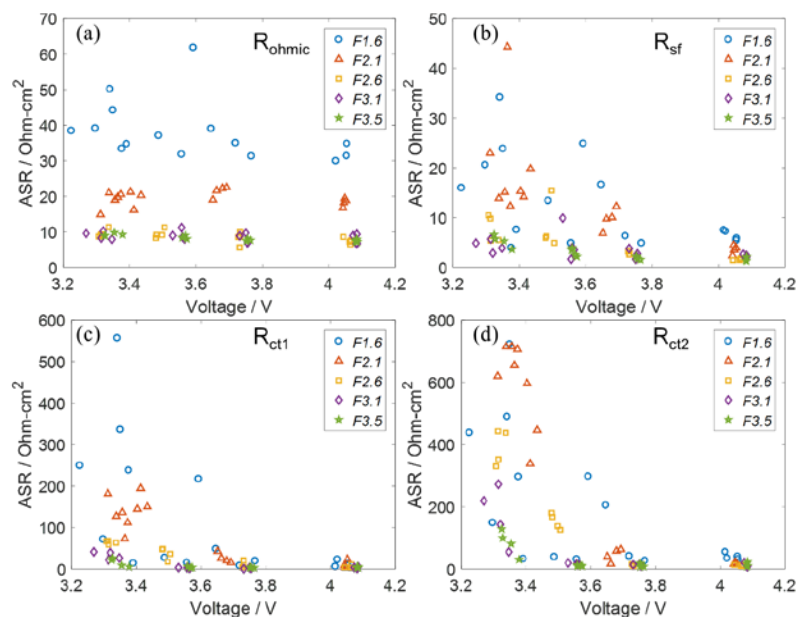 (a) R_ohmic
F1.6
F2.1
F2.6
F3.1
F3.5
70
60
50
40
30
20
10
0
ASR / Ohm-cm²
3.2 3.4 3.6 3.8 4 4.2
Voltage / V
(b) R_sf
F1.6
F2.1
F2.6
F3.1
F3.5
50
40
30
20
10
0
ASR / Ohm-cm²
3.2 3.4 3.6 3.8 4 4.2
Voltage / V
(c) R_ct1
F1.6
F2.1
F2.6
F3.1
F3.5
600
500
400
300
200
100
0
ASR / Ohm-cm²
3.2 3.4 3.6 3.8 4 4.2
Voltage / V
(d) R_ct2
F1.6
F2.1
F2.6
F3.1
F3.5
800
600
400
200
0
ASR / Ohm-cm²
3.2 3.4 3.6 3.8 4 4.2
Voltage / V